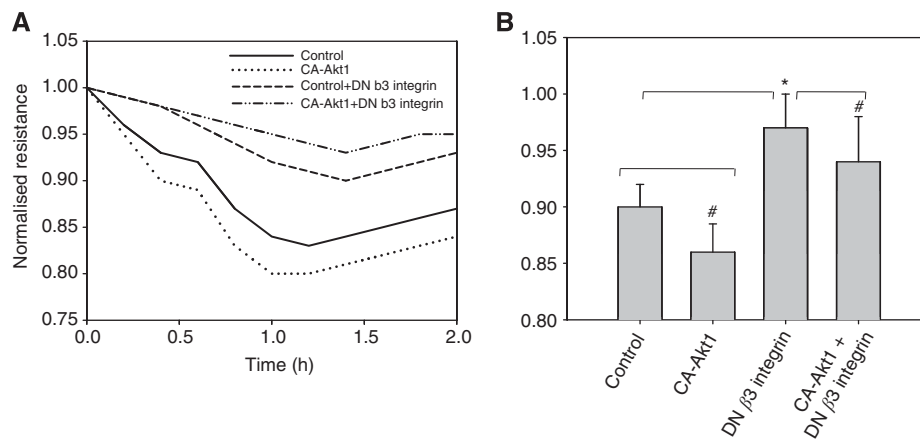 A
1.05
1.00
0.95
0.90
0.85
0.80
0.75
Normalised resistance
0.0
0.5
1.0
1.5
2.0
Time (h)
Control
CA-Akt1
Control+DN b3 integrin
CA-Akt1+DN b3 integrin
B
1.05
1.00
0.95
0.90
0.85
0.80
#
*
#
Control
CA-Akt1
DN β3 integrin
CA-Akt1 +
DN β3 integrin